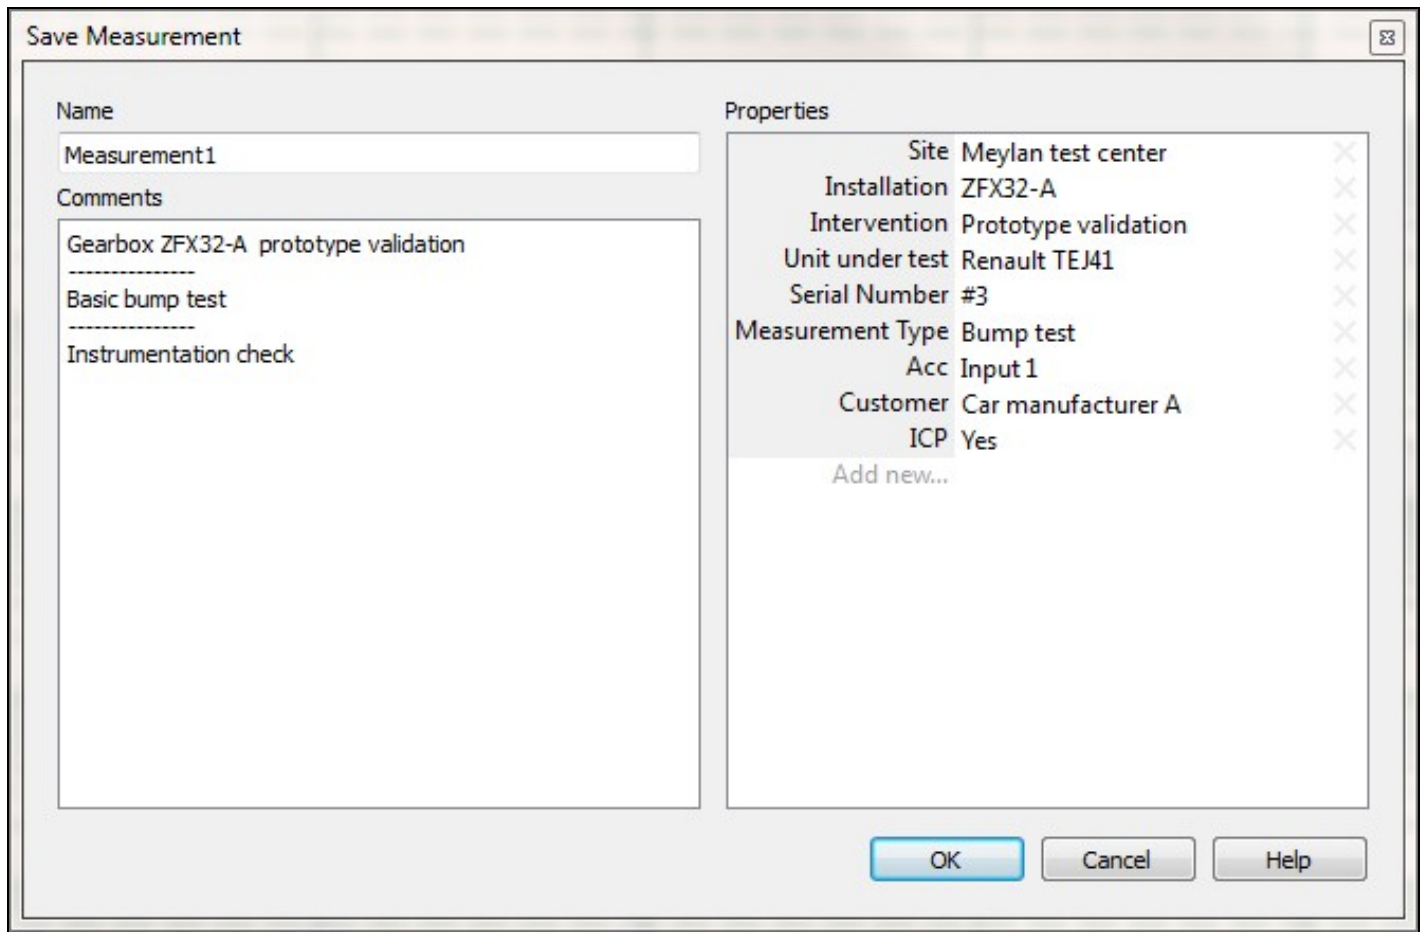 Save Measurement
Name
Measurement1
Comments
Gearbox ZFX32-A  prototype validation
---------------
Basic bump test
---------------
Instrumentation check
Properties
Site Meylan test center
Installation ZFX32-A
Intervention Prototype validation
Unit under test Renault TEJ41
Serial Number #3
Measurement Type Bump test
Acc Input 1
Customer Car manufacturer A
ICP Yes
Add new...
OK Cancel Help